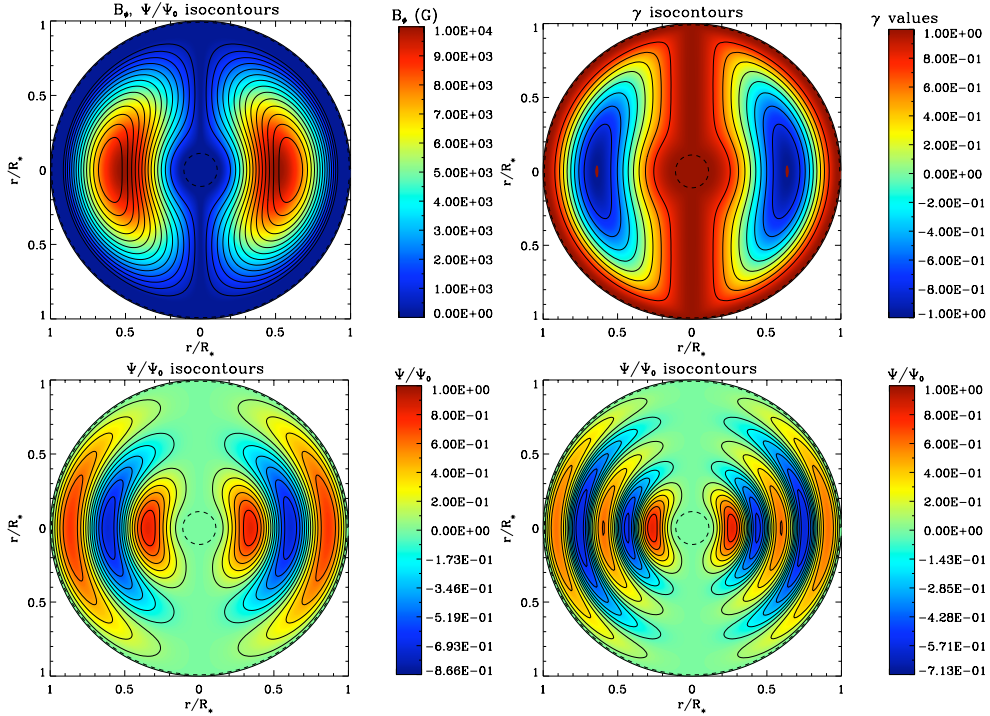 B𝜙, Ψ/Ψ₀ isocontours
B𝜙 (G)
1.00E+04
9.00E+03
8.00E+03
7.00E+03
6.00E+03
5.00E+03
4.00E+03
3.00E+03
2.00E+03
1.00E+03
0.00E+00
1
0.5
0
0.5
1
r/R*
1
0.5
0
0.5
1
r/R*
γ isocontours
γ values
1.00E+00
8.00E-01
6.00E-01
4.00E-01
2.00E-01
0.00E+00
-2.00E-01
-4.00E-01
-6.00E-01
-8.00E-01
-1.00E+00
1
0.5
0
0.5
1
r/R*
1
0.5
0
0.5
1
r/R*
Ψ/Ψ₀ isocontours
Ψ/Ψ₀
1.00E+00
8.00E-01
6.00E-01
4.00E-01
2.00E-01
0.00E+00
-1.73E-01
-3.46E-01
-5.19E-01
-6.93E-01
-8.66E-01
1
0.5
0
0.5
1
r/R*
1
0.5
0
0.5
1
r/R*
Ψ/Ψ₀ isocontours
Ψ/Ψ₀
1.00E+00
8.00E-01
6.00E-01
4.00E-01
2.00E-01
0.00E+00
-1.43E-01
-2.85E-01
-4.28E-01
-5.71E-01
-7.13E-01
1
0.5
0
0.5
1
r/R*
1
0.5
0
0.5
1
r/R*